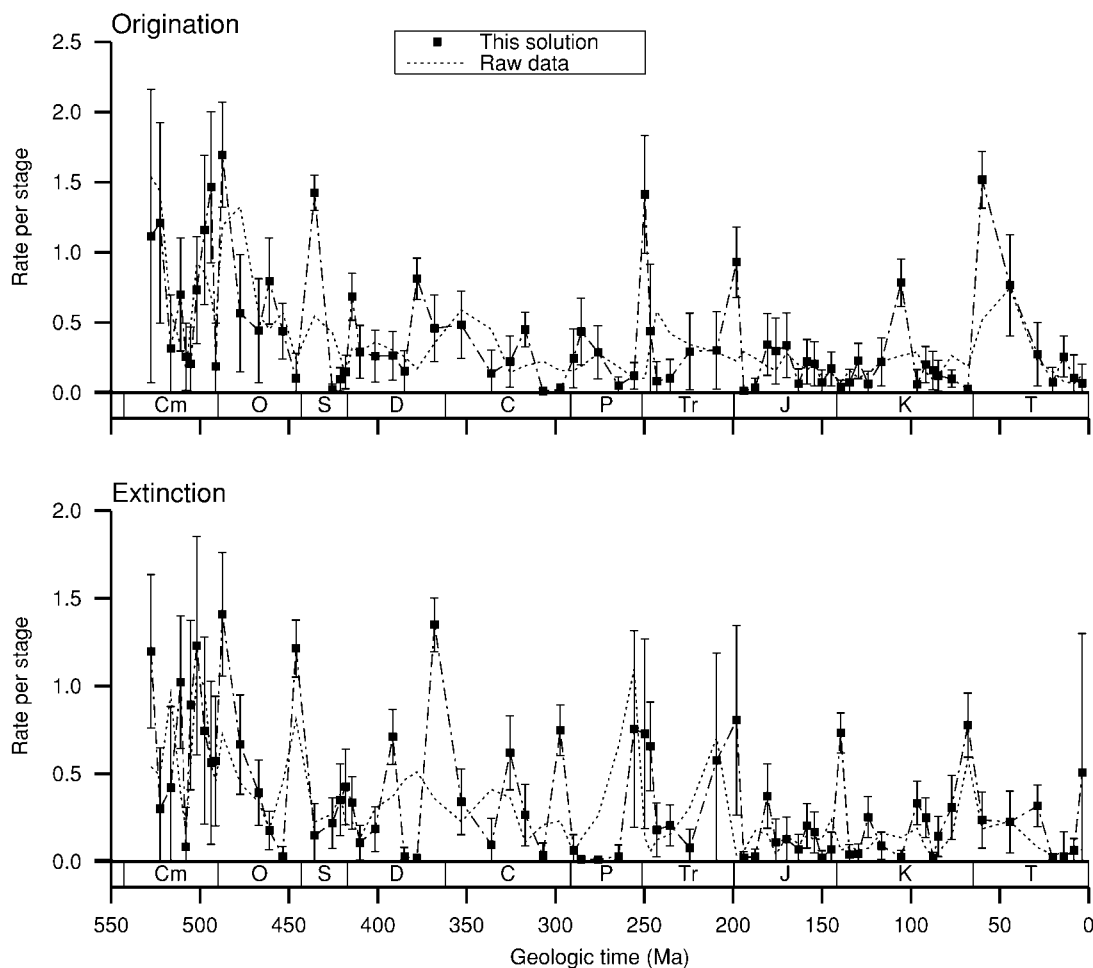 Origination
This solution
Raw data
2.5
2.0
1.5
1.0
0.5
0.0
Rate per stage
Cm O S D C P Tr J K T
Extinction
2.0
1.5
1.0
0.5
0.0
Rate per stage
Cm O S D C P Tr J K T
550 500 450 400 350 300 250 200 150 100 50 0
Geologic time (Ma)